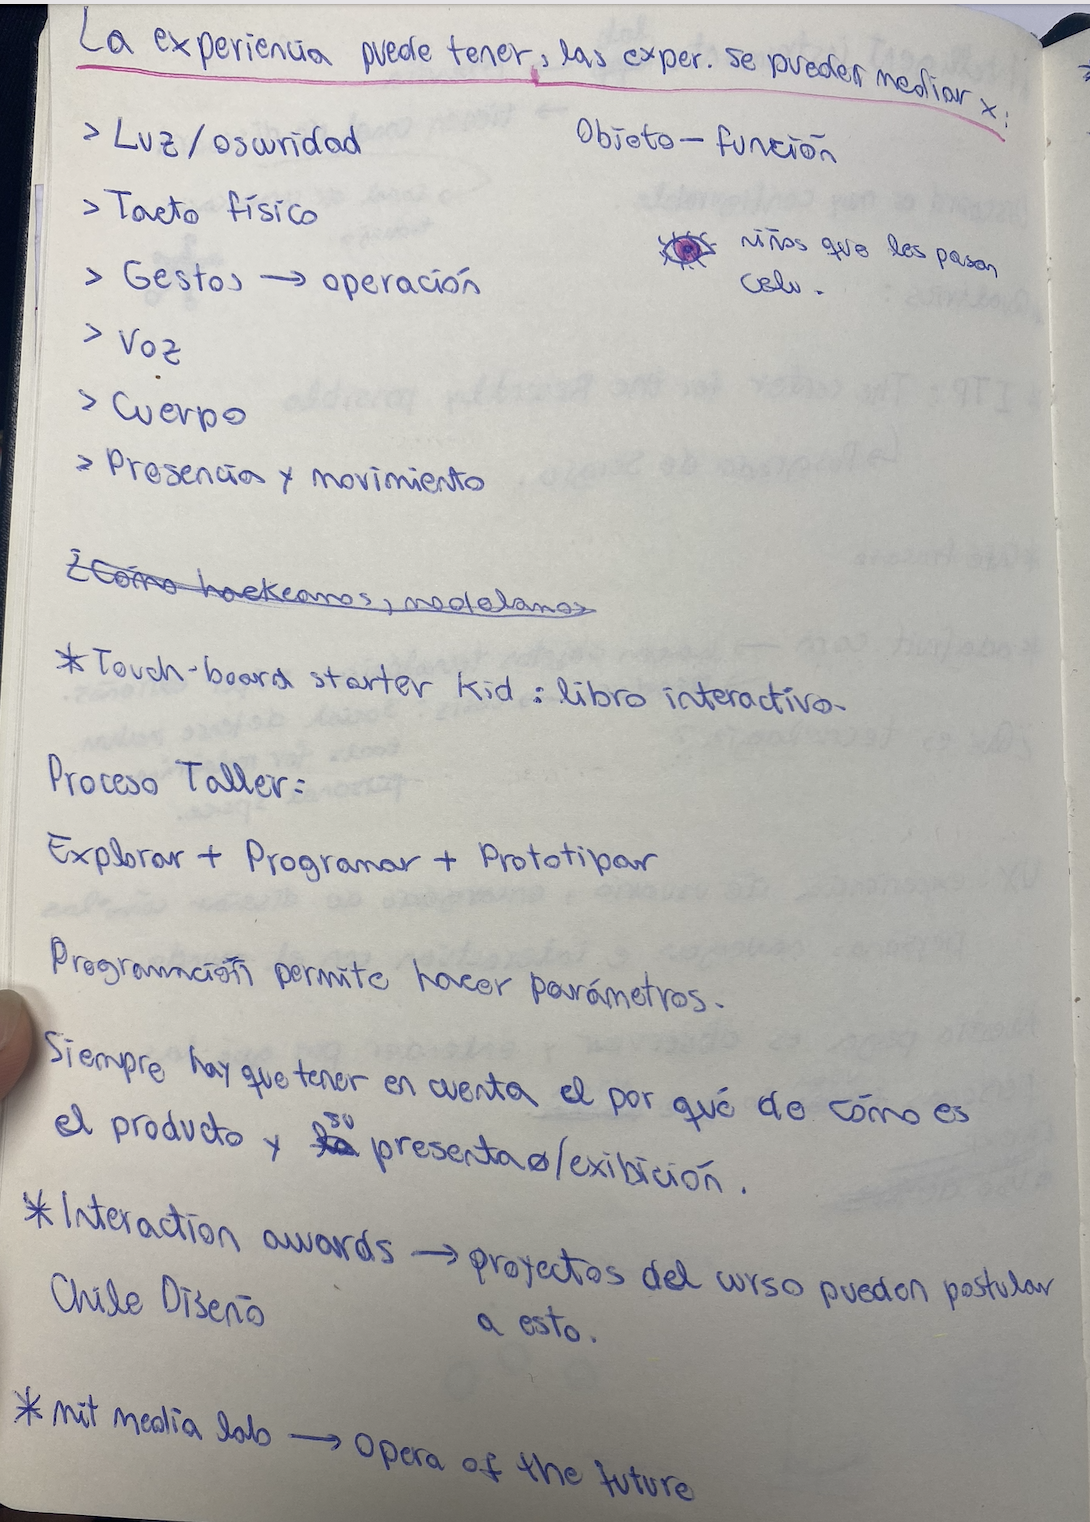 La experiencia puede tener, las exper. se pueden mediar x:
> Luz / oscuridad
Objeto – función
> Tacto físico
niños que les pasan
celu.
> Gestos → operación
> Voz
> Cuerpo
> Presencia y movimiento
¿Cómo hackeamos, modelamos
* Touch-board starter Kid : libro interactivo-
Proceso Taller:
Explorar + Programar + Prototipar
Programación permite hacer parámetros.
Siempre hay que tener en cuenta el por qué de cómo es
el producto y su presentaø/exibición.
* Interaction awards → proyectos del curso pueden postular
Chile Diseño
a esto.
* mit media lab → opera of the future